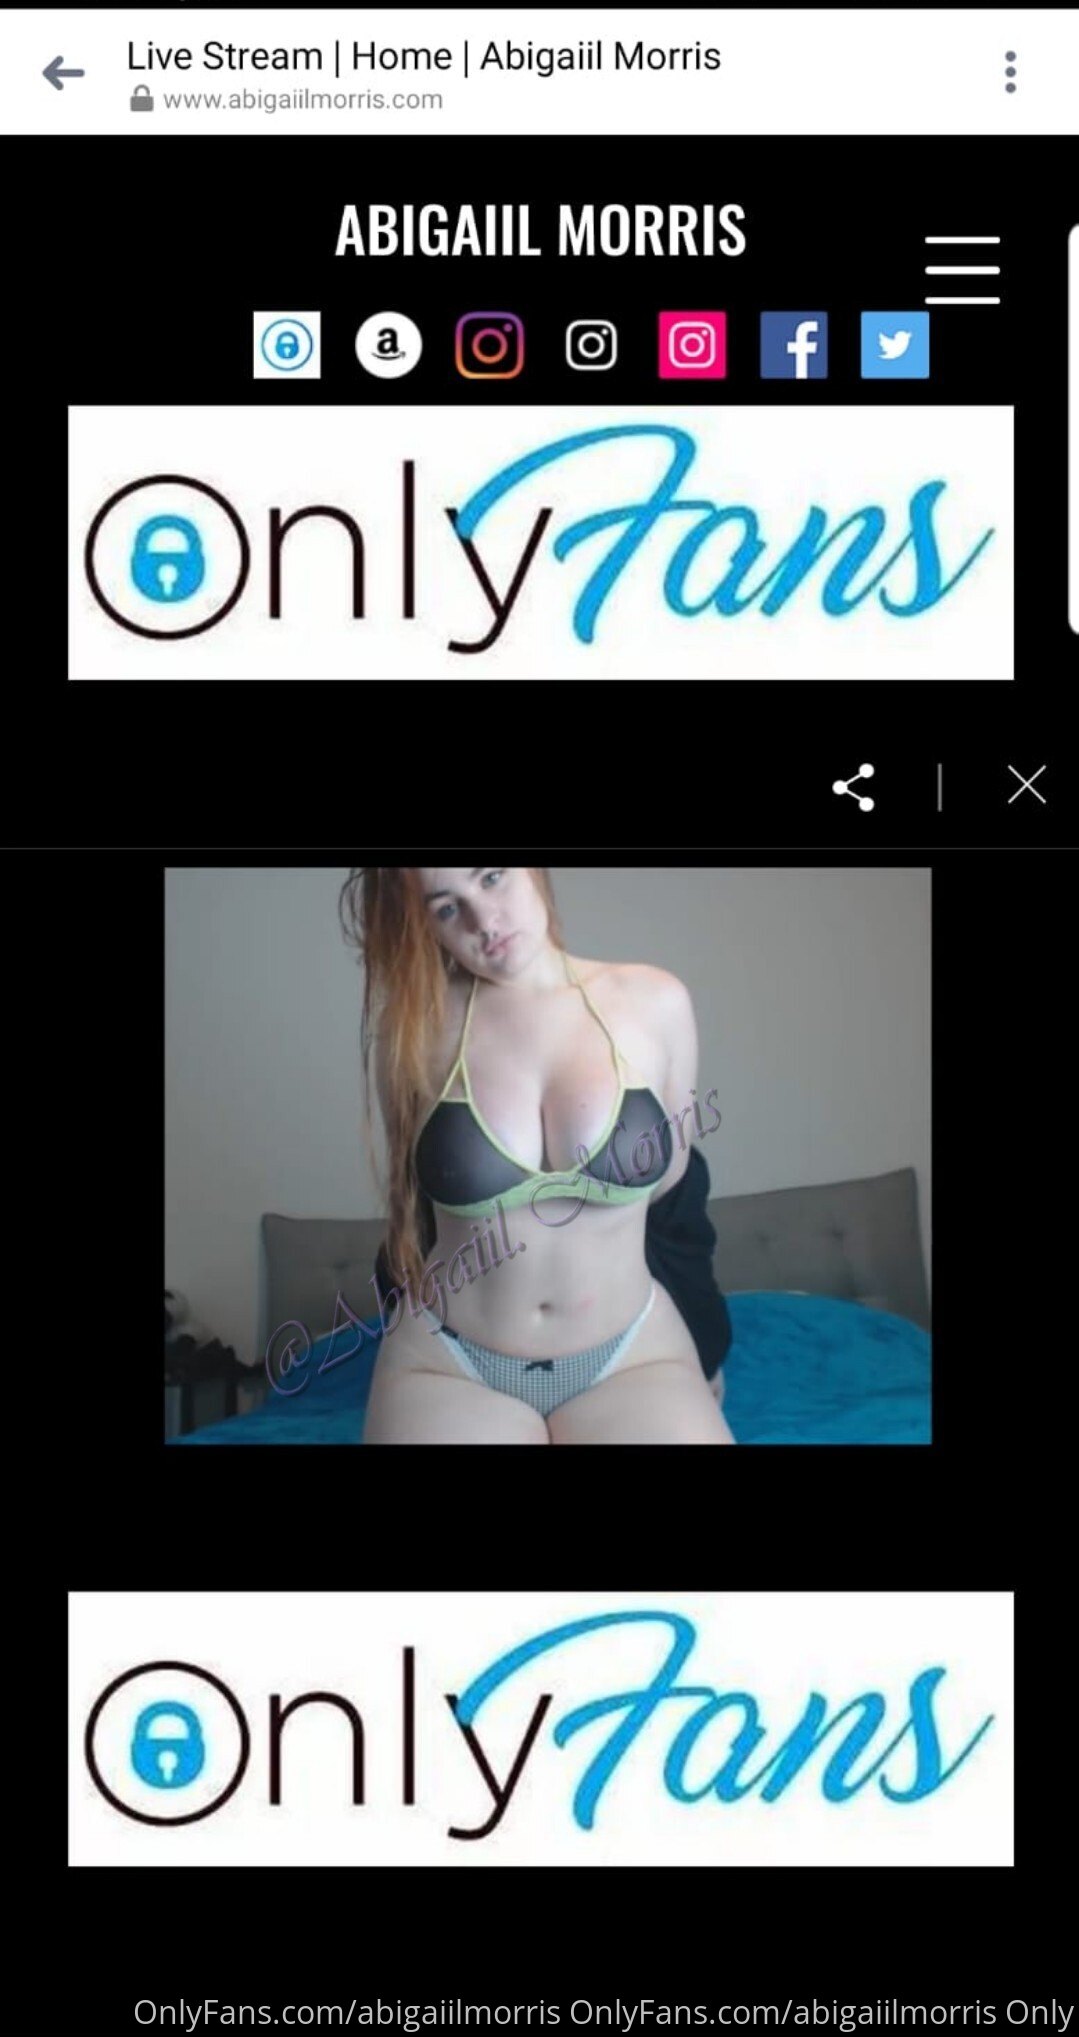 Live Stream | Home | Abigaiil Morris
www.abigaiilmorris.com
ABIGAIIL MORRIS
OnlyFans
@Abigaiil. Morris
OnlyFans
OnlyFans.com/abigaiilmorris OnlyFans.com/abigaiilmorris Only